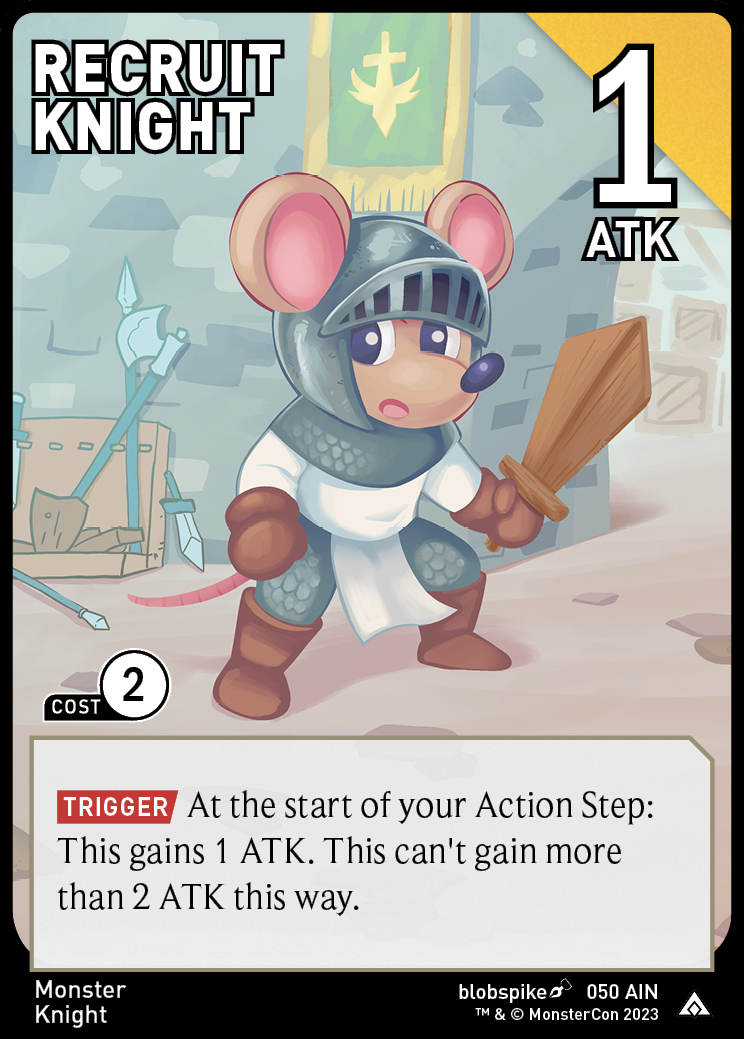 RECRUIT
KNIGHT
1
ATK
COST 2
TRIGGER At the start of your Action Step:
This gains 1 ATK. This can't gain more
than 2 ATK this way.
Monster
Knight
blobspike 050 AIN
™ & © MonsterCon 2023